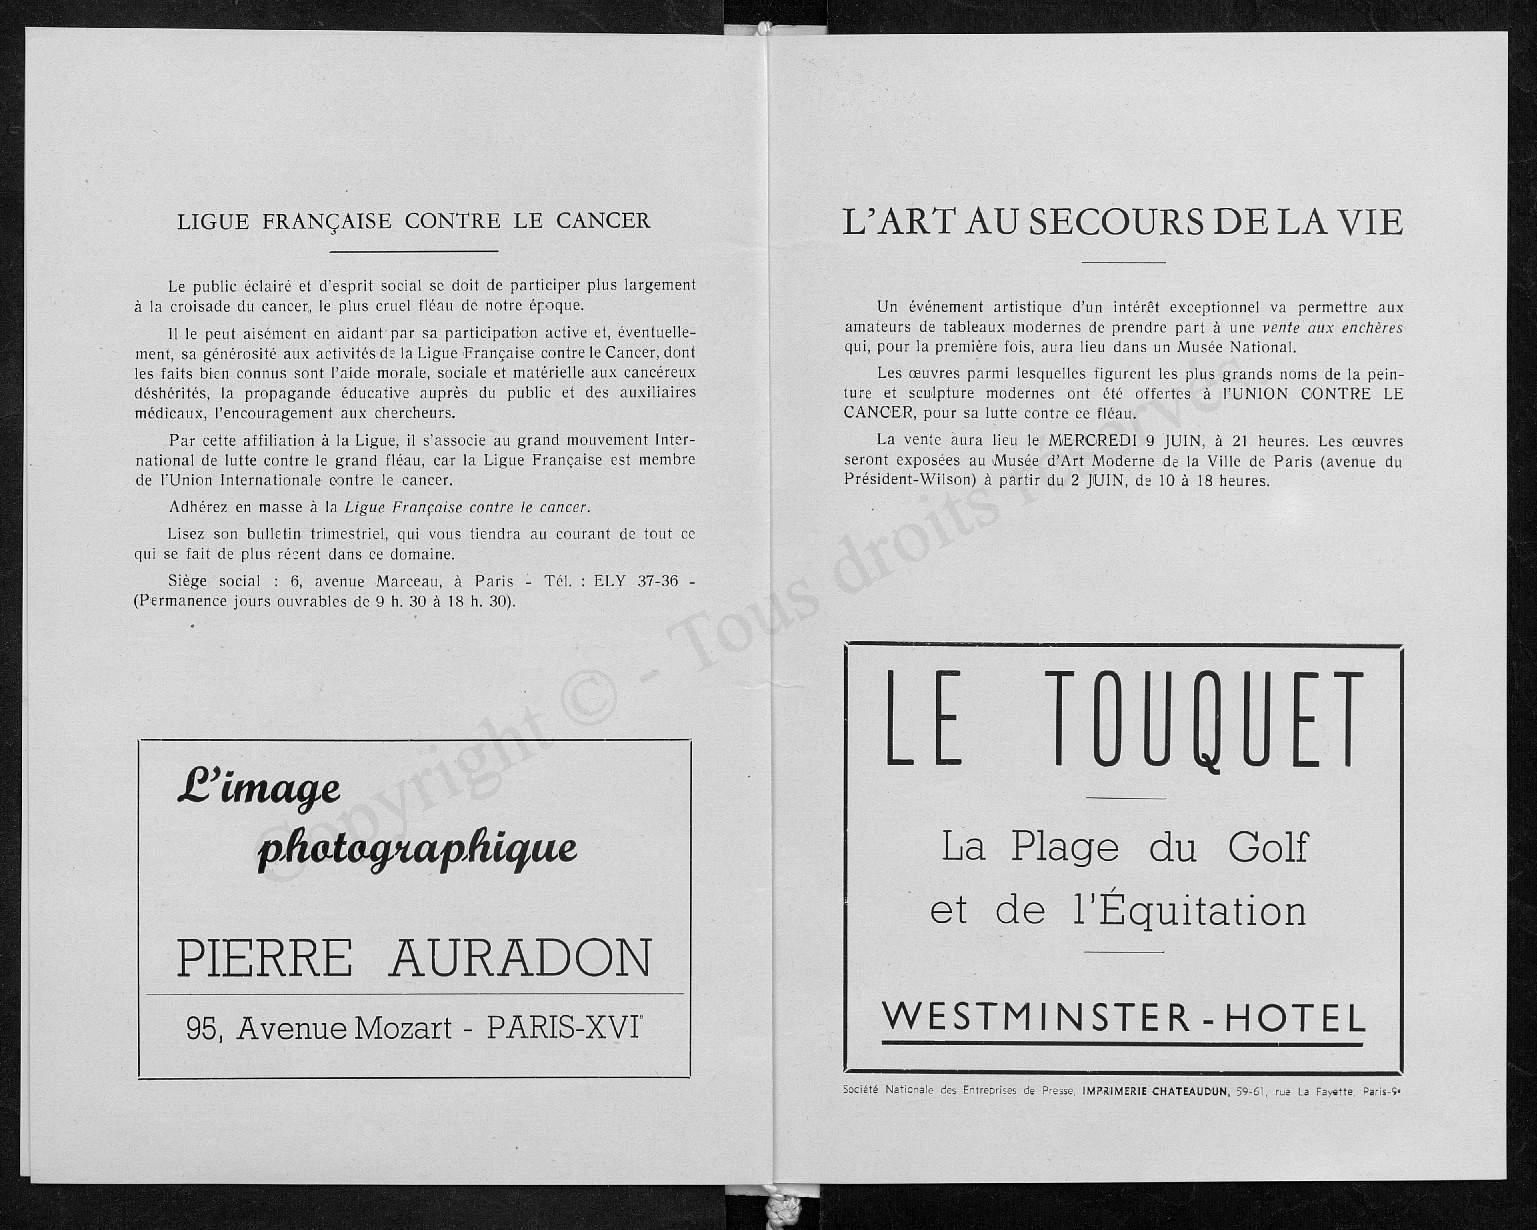 LIGUE FRANÇAISE CONTRE LE CANCER
Le public éclairé et d'esprit social se doit de participer plus largement
à la croisade du cancer, le plus cruel fléau de notre époque.
Il le peut aisément en aidant par sa participation active et, éventuelle-
ment, sa générosité aux activités de la Ligue Française contre le Cancer, dont
les faits bien connus sont l'aide morale, sociale et matérielle aux cancéreux
déshérités, la propagande éducative auprès du public et des auxiliaires
médicaux, l'encouragement aux chercheurs.
Par cette affiliation à la Ligue, il s'associe au grand mouvement Inter-
national de lutte contre le grand fléau, car la Ligue Française est membre
de l'Union Internationale contre le cancer.
Adhérez en masse à la Ligue Française contre le cancer.
Lisez son bulletin trimestriel, qui vous tiendra au courant de tout ce
qui se fait de plus récent dans ce domaine.
Siège social : 6, avenue Marceau, à Paris - Tél. : ELY 37-36 -
(Permanence jours ouvrables de 9 h. 30 à 18 h. 30).
L'image
photographique
PIERRE AURADON
95, Avenue Mozart - PARIS-XVIe
L'ART AU SECOURS DE LA VIE
Un événement artistique d'un intérêt exceptionnel va permettre aux
amateurs de tableaux modernes de prendre part à une vente aux enchères
qui, pour la première fois, aura lieu dans un Musée National.
Les œuvres parmi lesquelles figurent les plus grands noms de la pein-
ture et sculpture modernes ont été offertes à l'UNION CONTRE LE
CANCER, pour sa lutte contre ce fléau.
La vente aura lieu le MERCREDI 9 JUIN, à 21 heures. Les œuvres
seront exposées au Musée d'Art Moderne de la Ville de Paris (avenue du
Président-Wilson) à partir du 2 JUIN, de 10 à 18 heures.
LE TOUQUET
La Plage du Golf
et de l'Équitation
WESTMINSTER-HOTEL
Société Nationale des Entreprises de Presse, IMPRIMERIE CHATEAUDUN, 59-61, rue La Fayette, Paris-9e
Copyright © - Tous droits réservés.